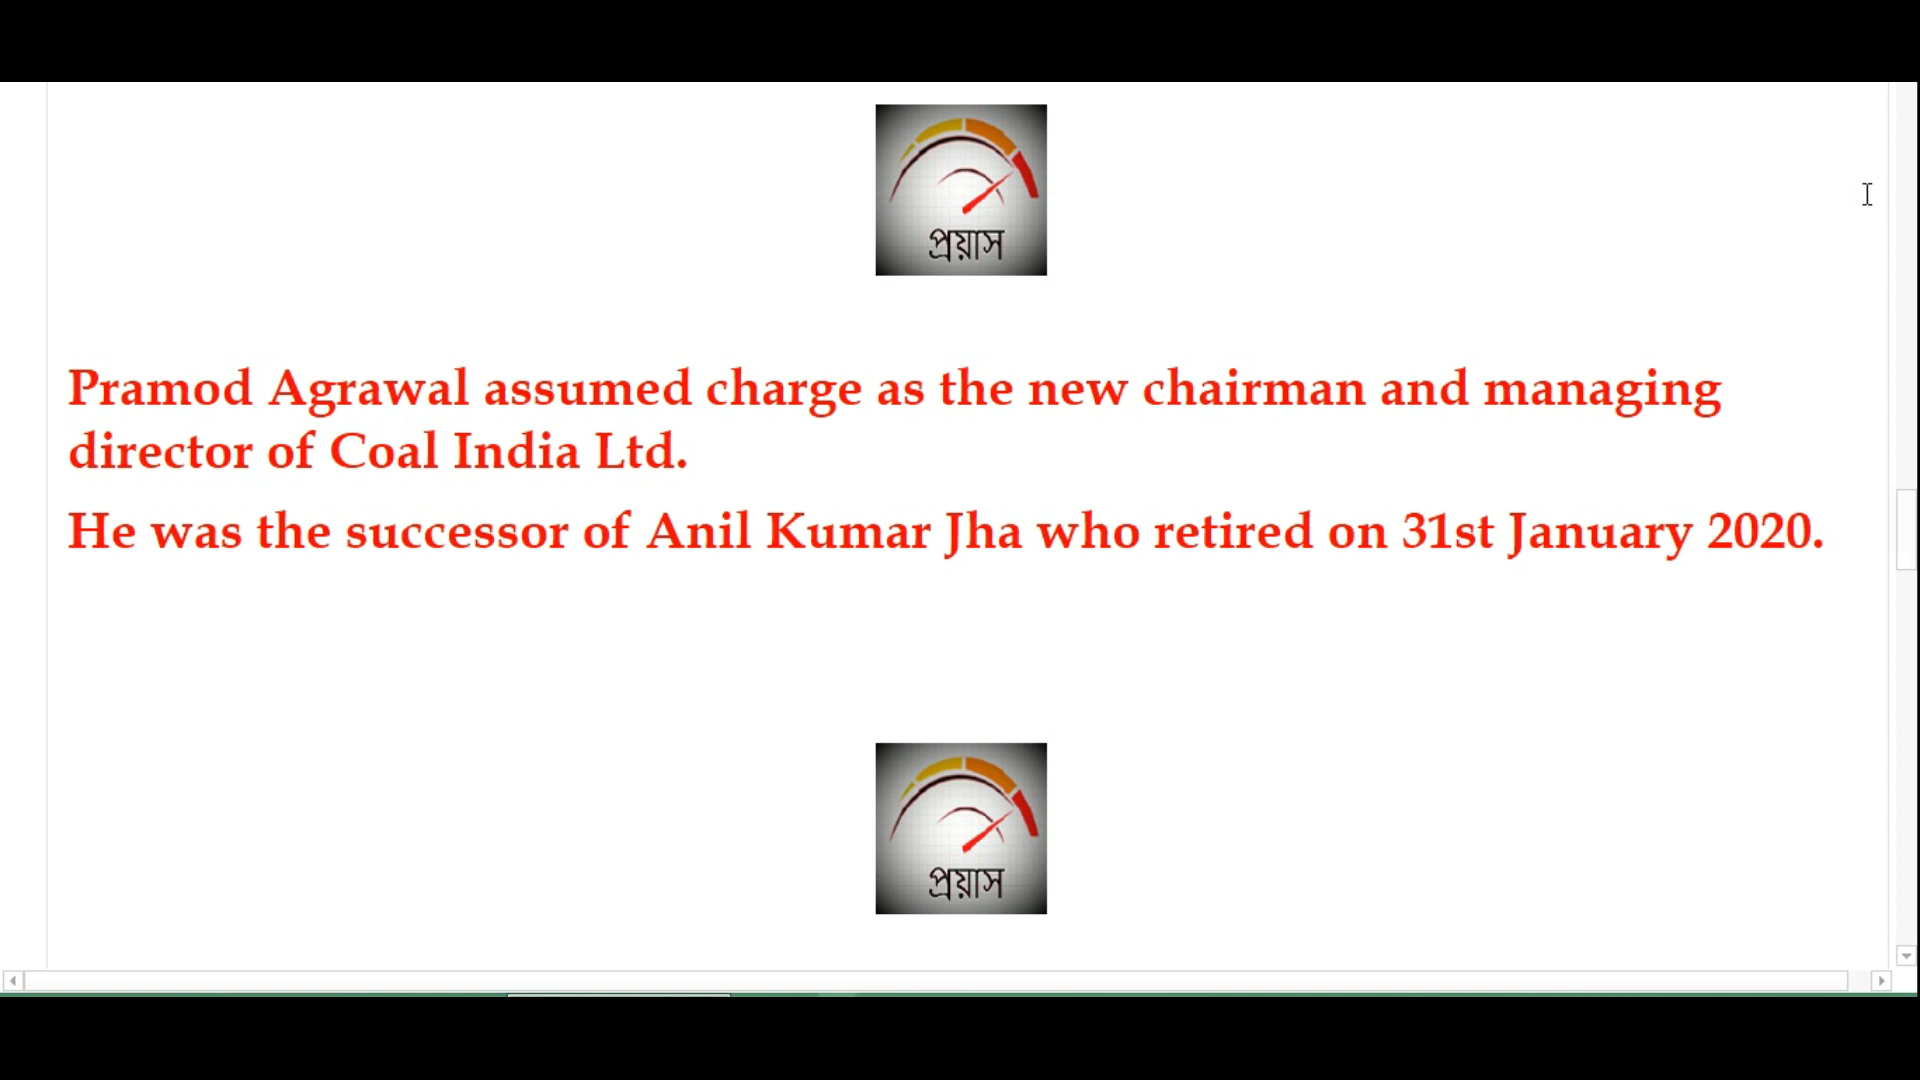 প্রয়াস
Pramod Agrawal assumed charge as the new chairman and managing
director of Coal India Ltd.
He was the successor of Anil Kumar Jha who retired on 31st January 2020.
প্রয়াস